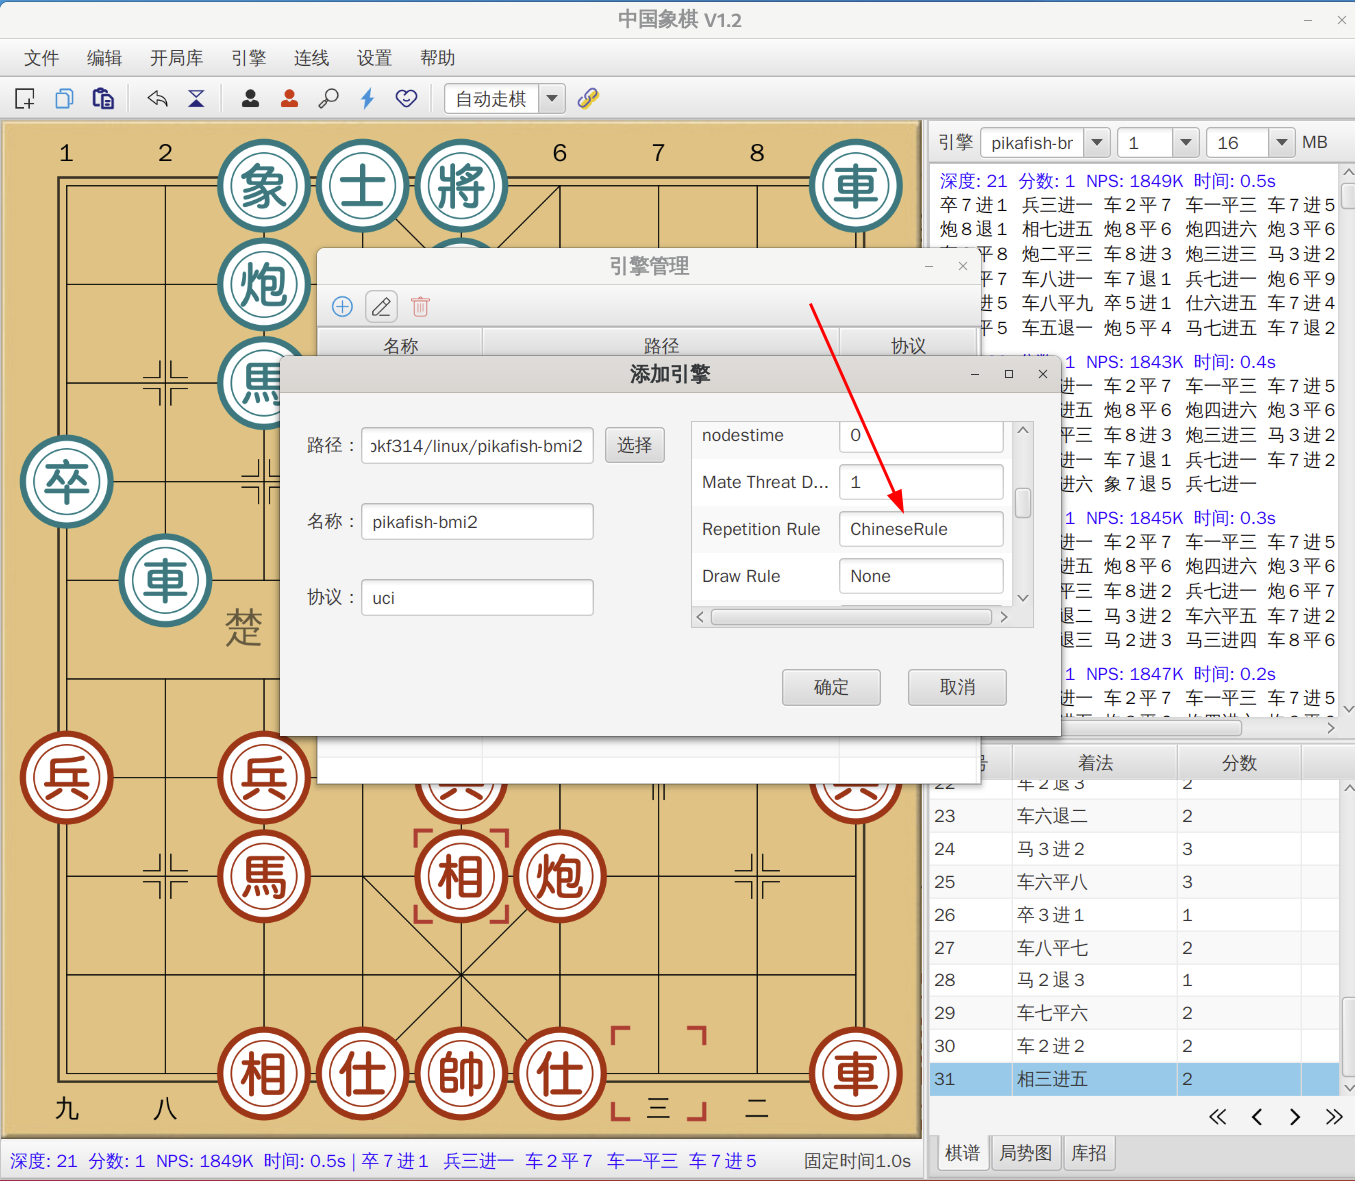 中国象棋 V1.2
文件 编辑 开局库 引擎 连线 设置 帮助
自动走棋
1 2 6 7 8
象 士 將 車
炮
馬
卒
車
楚
兵 兵 兵 兵
馬 相 炮
相 仕 帥 仕 車
九 八 三 二
深度: 21 分数: 1 NPS: 1849K 时间: 0.5s | 卒７进１ 兵三进一 车２平７ 车一平三 车７进５
固定时间1.0s
引擎管理
名称 路径 协议
添加引擎
路径： okf314/linux/pikafish-bmi2 选择
名称： pikafish-bmi2
协议： uci
nodestime 0
Mate Threat D... 1
Repetition Rule ChineseRule
Draw Rule None
确定 取消
引擎 pikafish-br 1 16 MB
深度: 21 分数: 1 NPS: 1849K 时间: 0.5s
卒７进１ 兵三进一 车２平７ 车一平三 车７进５
炮８退１ 相七进五 炮８平６ 炮四进六 炮３平６
平８ 炮二平三 车８进３ 炮三进三 马３进２
平７ 车八进一 车７退１ 兵七进一 炮６平９
进５ 车八平九 卒５进１ 仕六进五 车７进４
平５ 车五退一 炮５平４ 马七进五 车７退２
1 NPS: 1843K 时间: 0.4s
进一 车２平７ 车一平三 车７进５
进五 炮８平６ 炮四进六 炮３平６
平三 车８进３ 炮三进三 马３进２
进一 车７退１ 兵七进一 车７进２
进六 象７退５ 兵七进一
1 NPS: 1845K 时间: 0.3s
进一 车２平７ 车一平三 车７进５
进五 炮８平６ 炮四进六 炮３平６
平三 车８进２ 兵七进一 炮６平７
退二 马３进２ 车六平五 车７进２
退三 马２进３ 马三进四 车８平６
1 NPS: 1847K 时间: 0.2s
进一 车２平７ 车一平三 车７进５
号 着法 分数
22 车２退３ 2
23 车六退二 2
24 马３进２ 3
25 车六平八 3
26 卒３进１ 1
27 车八平七 2
28 马２退３ 1
29 车七平六 2
30 车２进２ 2
31 相三进五 2
棋谱 局势图 库招